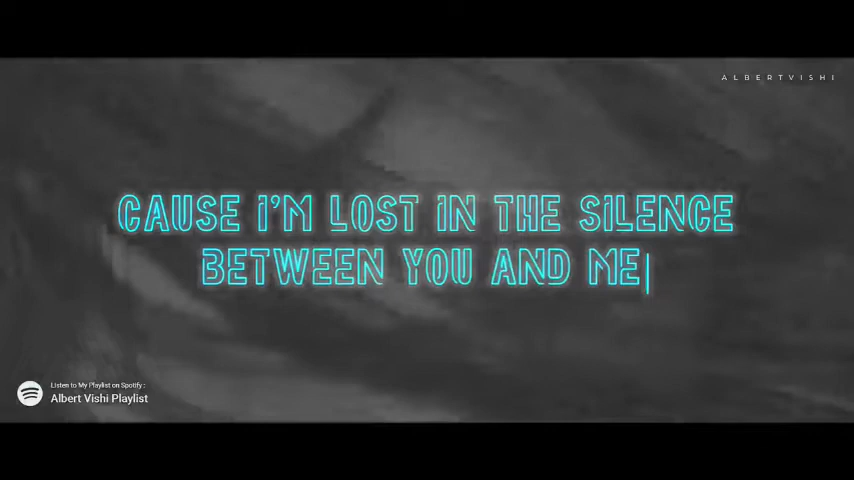 ALBERTVISHI
CAUSE I'M LOST IN THE SILENCE
BETWEEN YOU AND ME
Listen to My Playlist on Spotify :
Albert Vishi Playlist